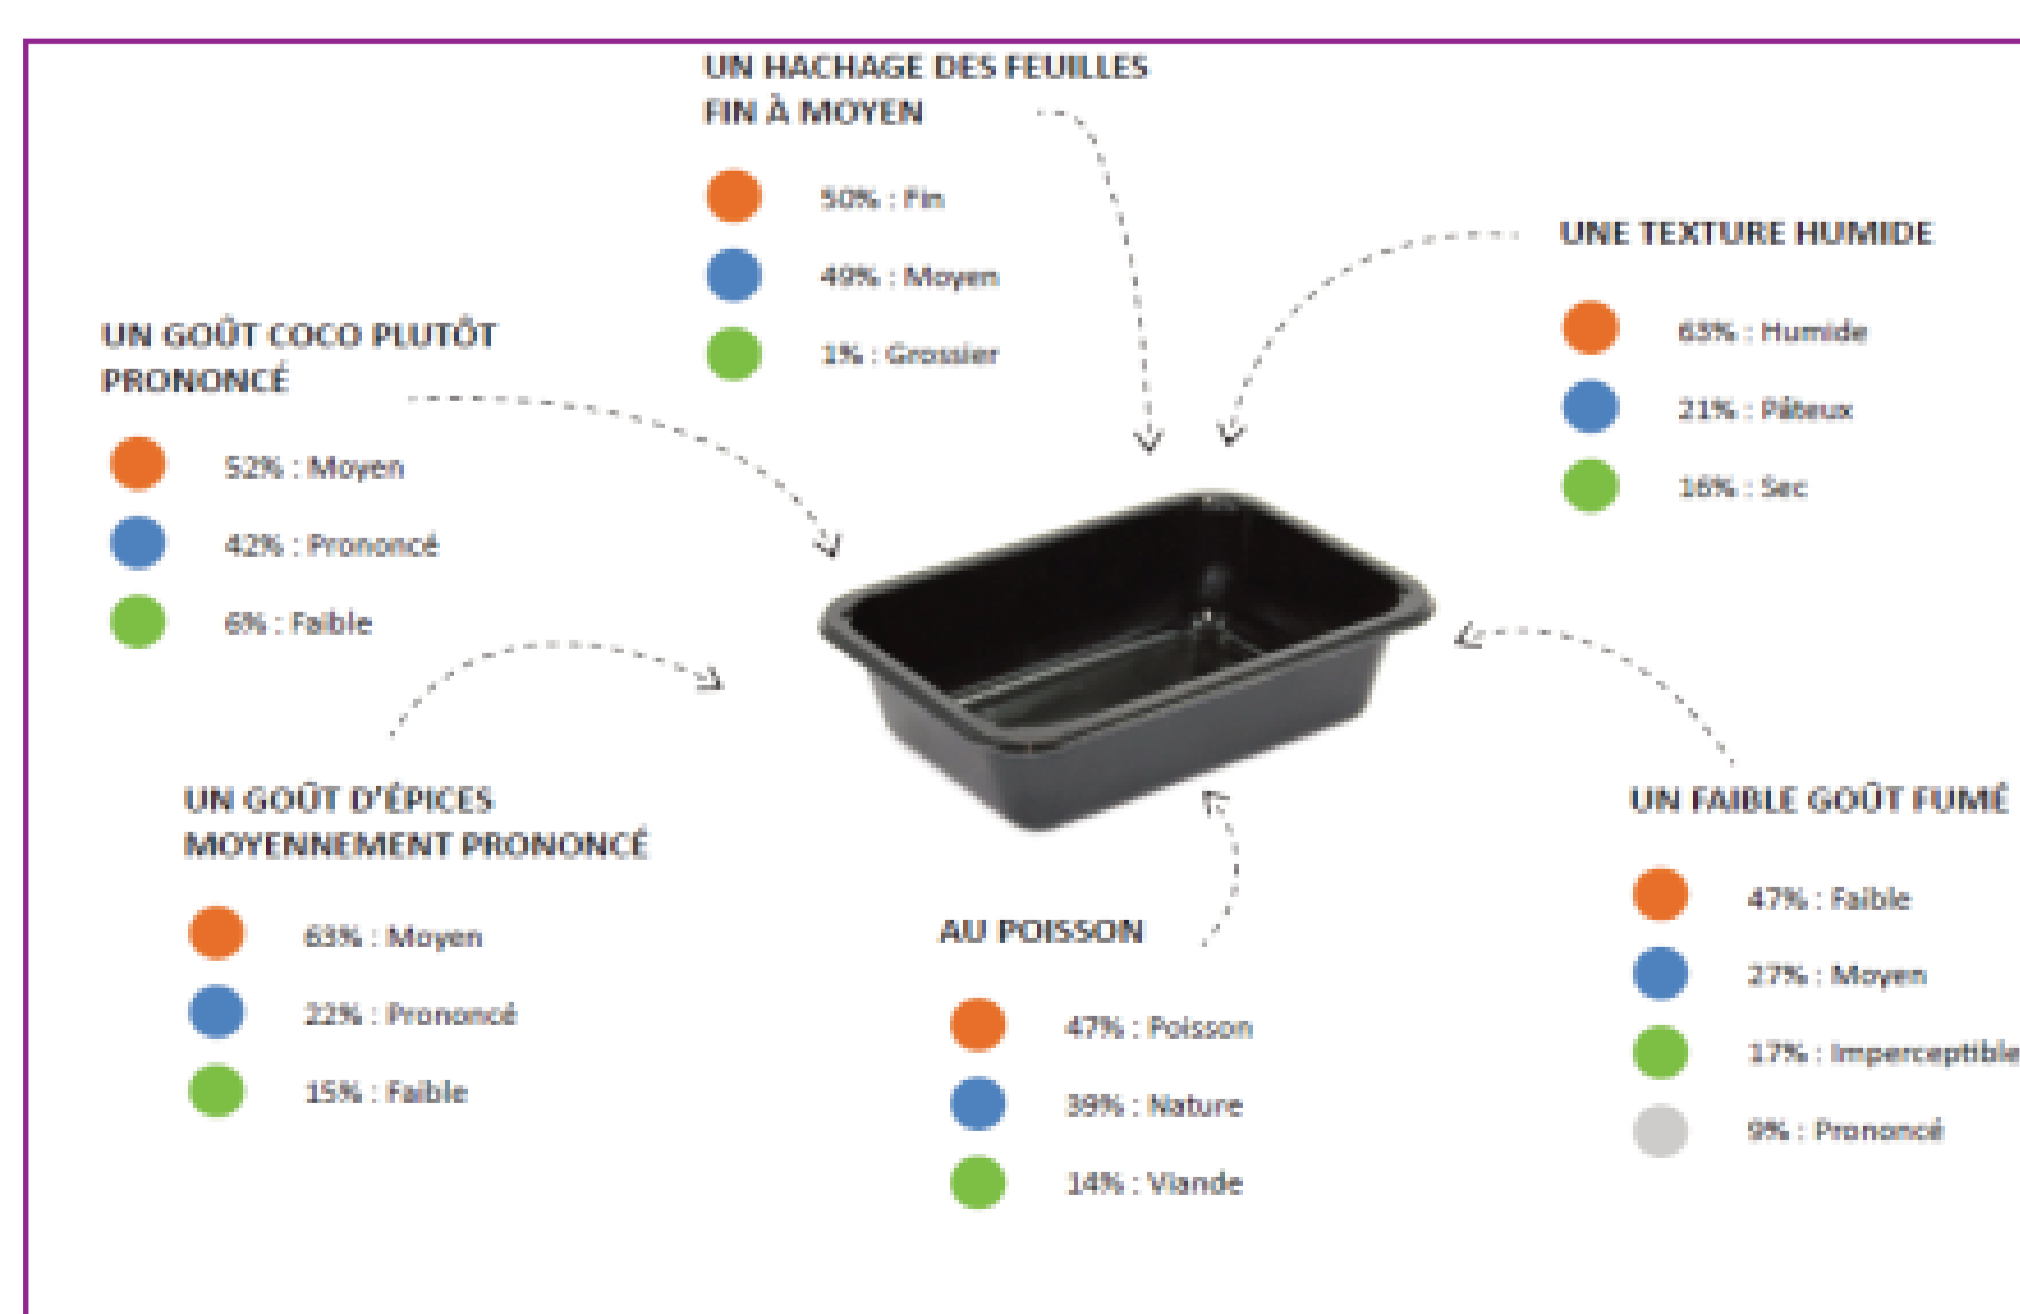 UN HACHAGE DES FEUILLES
FIN À MOYEN
50% : Fin
49% : Moyen
1% : Grossier
UNE TEXTURE HUMIDE
63% : Humide
21% : Pâteux
16% : Sec
UN GOÛT COCO PLUTÔT
PRONONCÉ
52% : Moyen
42% : Prononcé
6% : Faible
UN GOÛT D'ÉPICES
MOYENNEMENT PRONONCÉ
63% : Moyen
22% : Prononcé
15% : Faible
AU POISSON
47% : Poisson
39% : Nature
14% : Viande
UN FAIBLE GOÛT FUMÉ
47% : Faible
27% : Moyen
17% : Imperceptible
9% : Prononcé